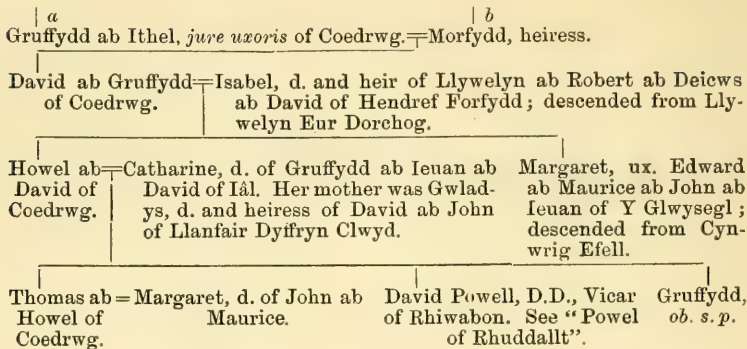 a b
Gruffydd ab Ithel, jure uxoris of Coedrwg.=Morfydd, heiress.
David ab Gruffydd=Isabel, d. and heir of Llywelyn ab Robert ab Deicws
of Coedrwg. ab David of Hendref Forfydd; descended from Lly-
welyn Eur Dorchog.
Howel ab=Catharine, d. of Gruffydd ab Ieuan ab
David of David of Iâl. Her mother was Gwlad-
Coedrwg. ys, d. and heiress of David ab John
of Llanfair Dyffryn Clwyd.
Margaret, ux. Edward
ab Maurice ab John ab
Ieuan of Y Glwysegl;
descended from Cyn-
wrig Efell.
Thomas ab=Margaret, d. of John ab
Howel of Maurice.
Coedrwg.
David Powell, D.D., Vicar
of Rhiwabon. See "Powel
of Rhuddallt".
Gruffydd,
ob. s. p.